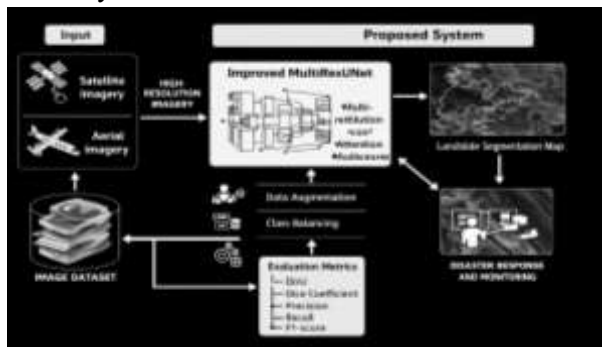 Input
Proposed System
Satellite
Imagery
Aerial
Imagery
HIGH
RESOLUTION
IMAGERY
Improved MultiResUNet
Attention
Landslide Segmentation Map
Data Augmentation
Class Balancing
IMAGE DATASET
Evaluation Metrics
Dice Coefficient
Precision
Recall
F1-score
DISASTER RESPONSE
AND MONITORING